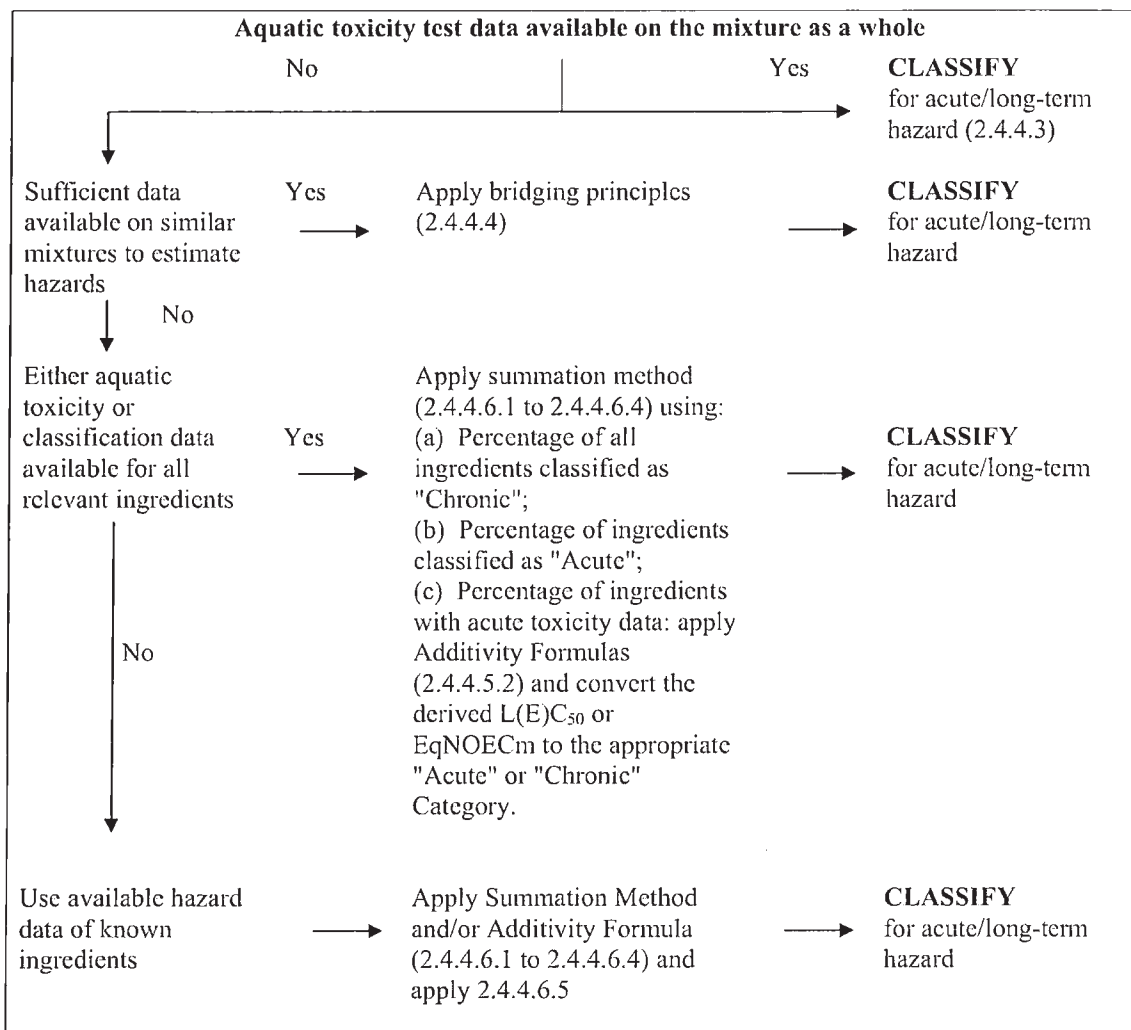 Aquatic toxicity test data available on the mixture as a whole
No
Yes
CLASSIFY
for acute/long-term
hazard (2.4.4.3)
Sufficient data
available on similar
mixtures to estimate
hazards
Yes
Apply bridging principles
(2.4.4.4)
CLASSIFY
for acute/long-term
hazard
No
Either aquatic
toxicity or
classification data
available for all
relevant ingredients
Yes
Apply summation method
(2.4.4.6.1 to 2.4.4.6.4) using:
(a) Percentage of all
ingredients classified as
"Chronic";
(b) Percentage of ingredients
classified as "Acute";
(c) Percentage of ingredients
with acute toxicity data: apply
Additivity Formulas
(2.4.4.5.2) and convert the
derived L(E)C₅₀ or
EqNOECm to the appropriate
"Acute" or "Chronic"
Category.
CLASSIFY
for acute/long-term
hazard
No
Use available hazard
data of known
ingredients
Apply Summation Method
and/or Additivity Formula
(2.4.4.6.1 to 2.4.4.6.4) and
apply 2.4.4.6.5
CLASSIFY
for acute/long-term
hazard